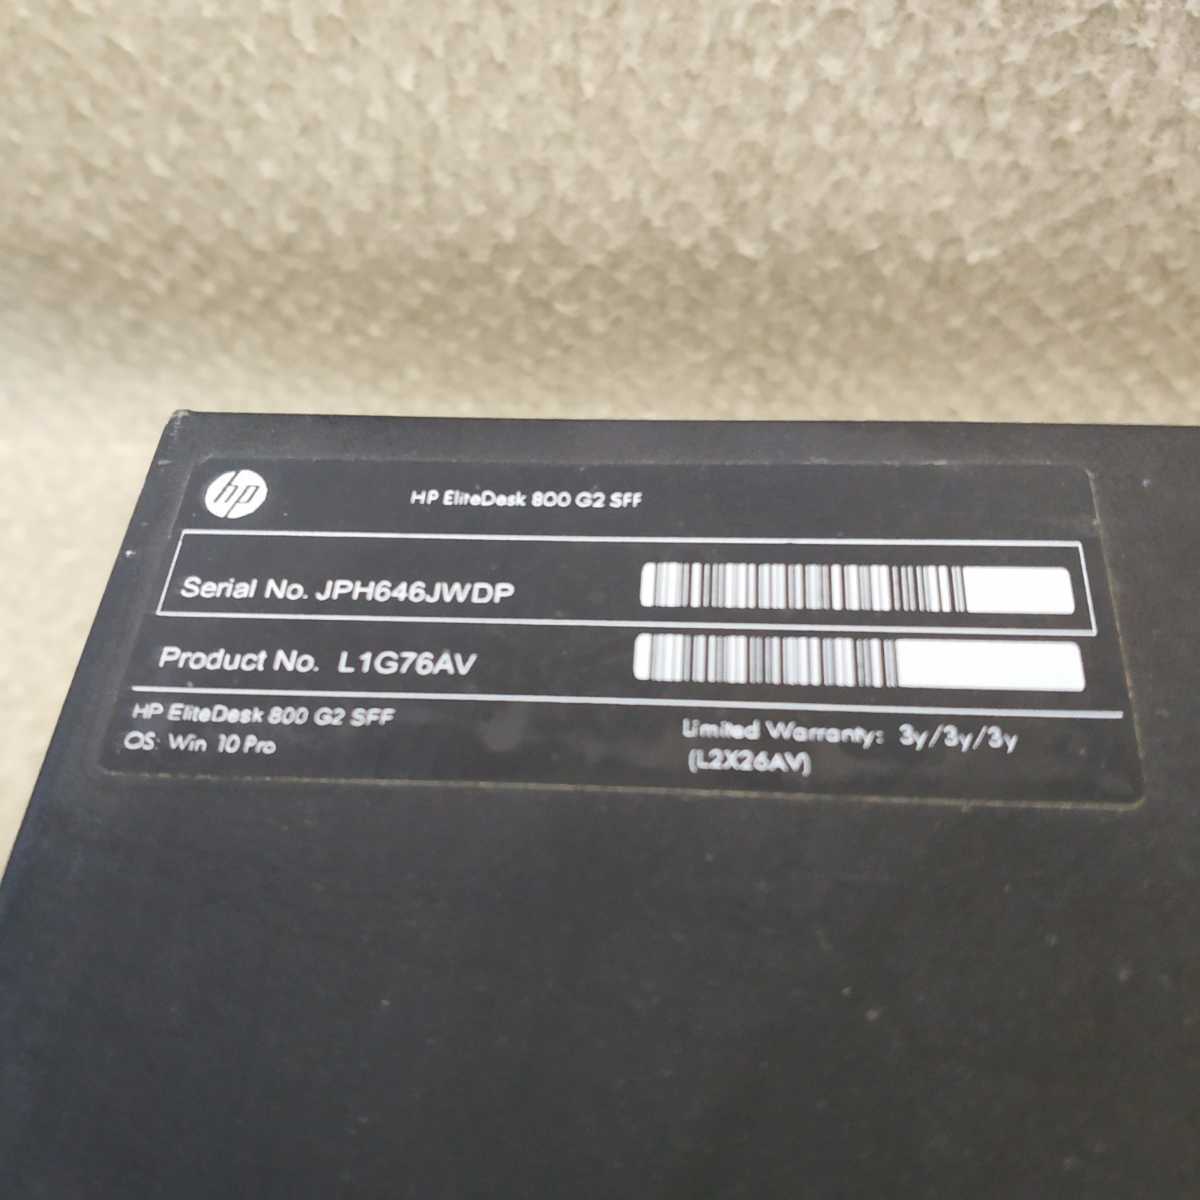 hp
HP EliteDesk 800 G2 SFF
Serial No. JPH646JWDP
Product No. L1G76AV
HP EliteDesk 800 G2 SFF
OS: Win 10 Pro
Limited Warranty: 3y/3y/3y
(L2X26AV)